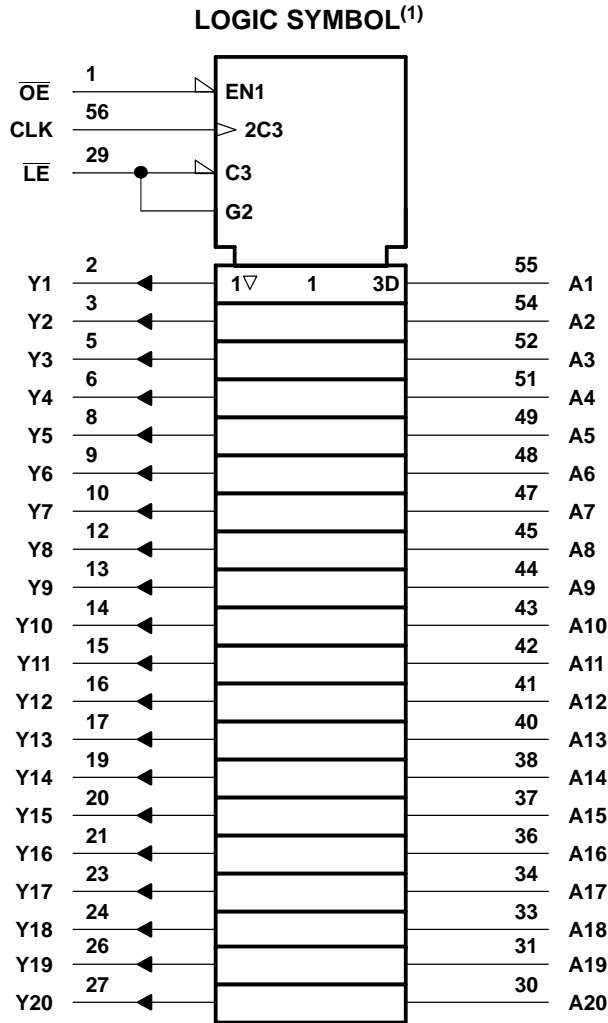 LOGIC SYMBOL(1)
OE 1 EN1
CLK 56 2C3
LE 29 C3
G2
Y1 2 1▽ 1 3D 55 A1
Y2 3 54 A2
Y3 5 52 A3
Y4 6 51 A4
Y5 8 49 A5
Y6 9 48 A6
Y7 10 47 A7
Y8 12 45 A8
Y9 13 44 A9
Y10 14 43 A10
Y11 15 42 A11
Y12 16 41 A12
Y13 17 40 A13
Y14 19 38 A14
Y15 20 37 A15
Y16 21 36 A16
Y17 23 34 A17
Y18 24 33 A18
Y19 26 31 A19
Y20 27 30 A20